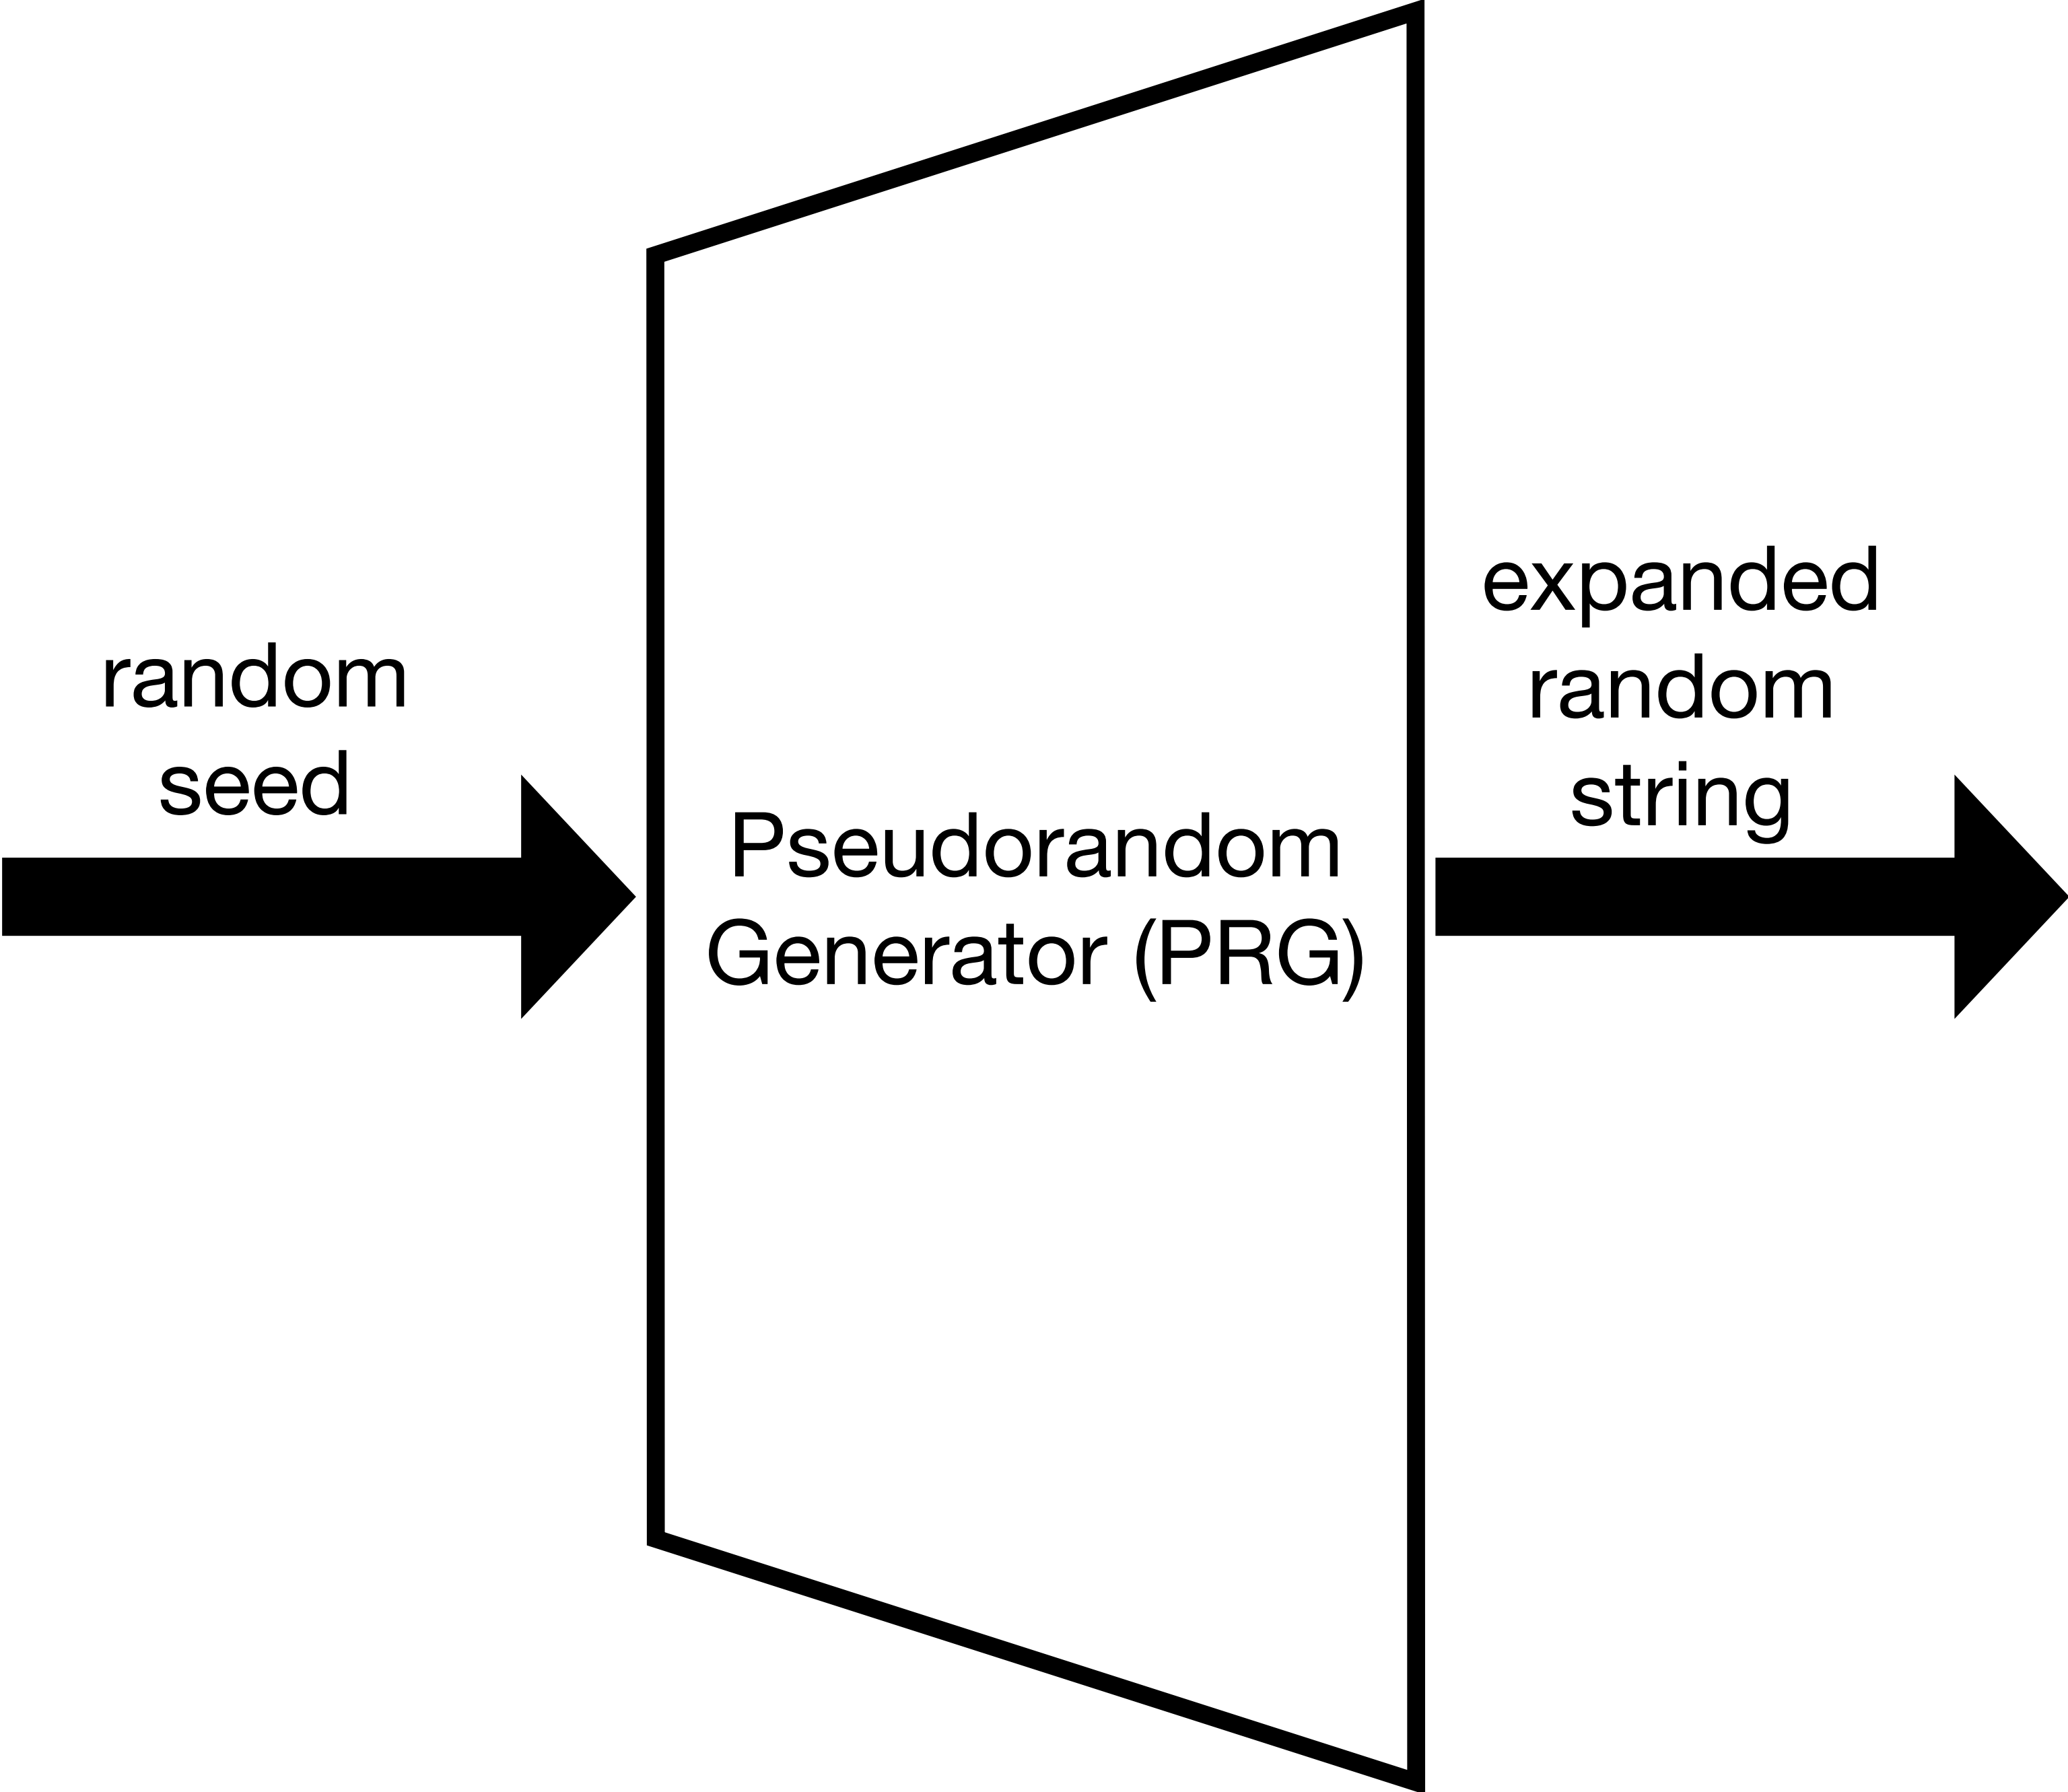 random
seed
Pseudorandom
Generator (PRG)
expanded
random
string